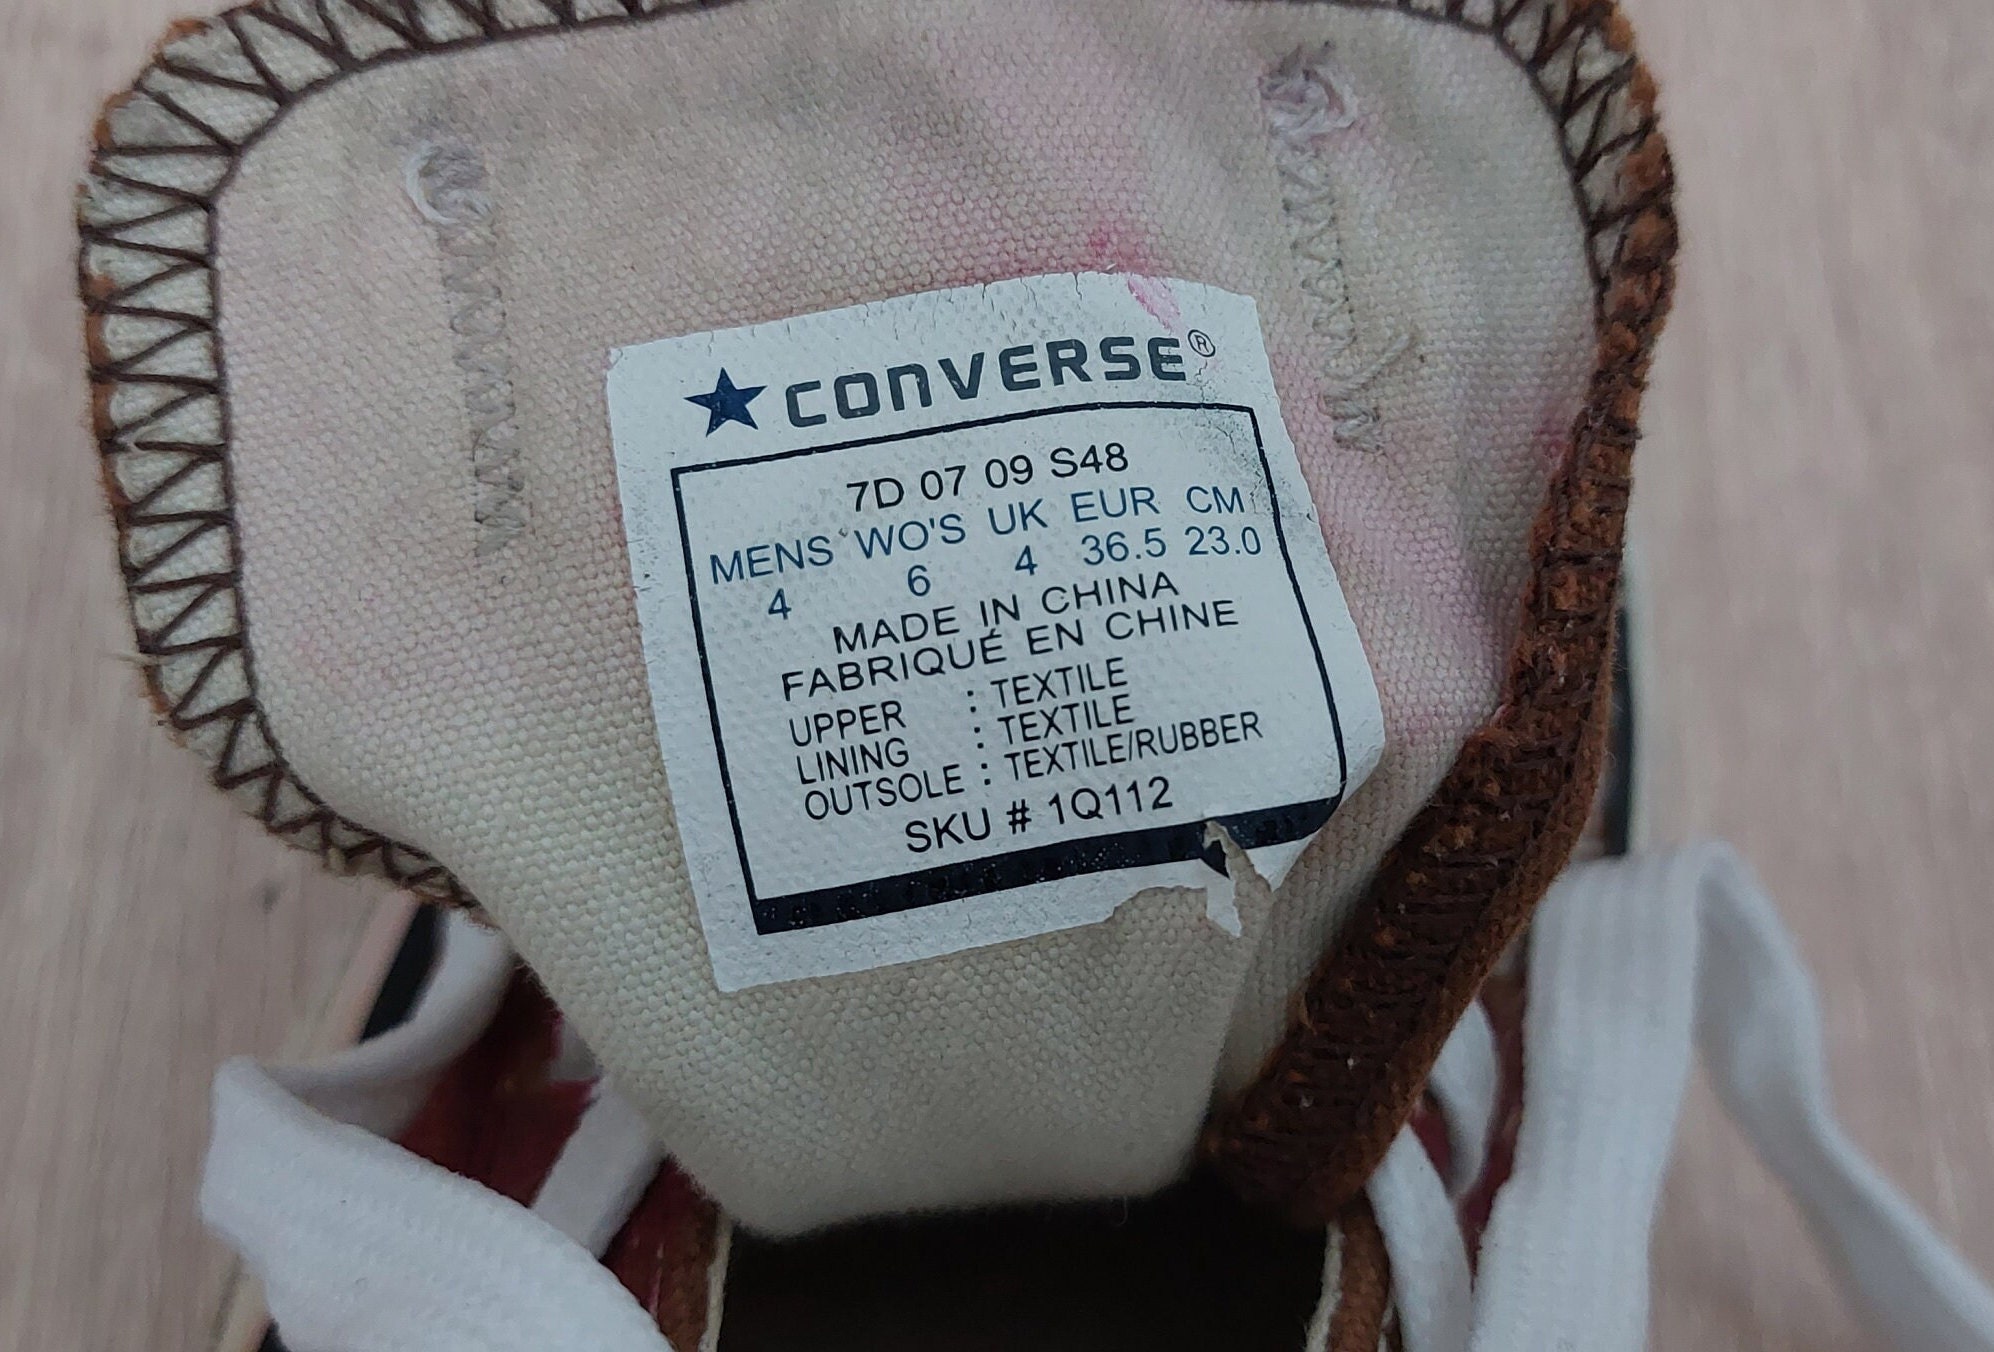 CONVERSE®
7D 07 09 S48
MENS WO'S UK EUR CM
4 6 4 36.5 23.0
MADE IN CHINA
FABRIQUÉ EN CHINE
UPPER : TEXTILE
LINING : TEXTILE
OUTSOLE : TEXTILE/RUBBER
SKU # 1Q112